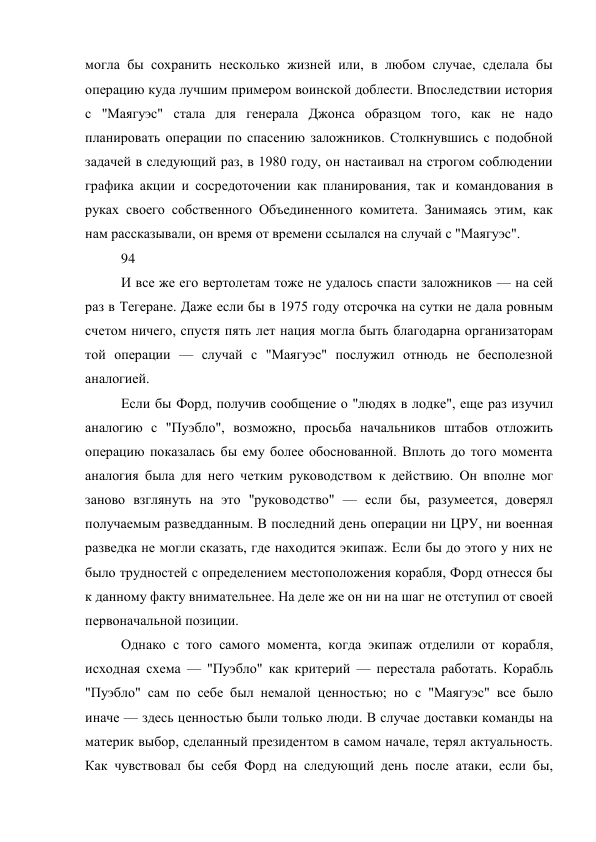 могла бы сохранить несколько жизней или, в любом случае, сделала бы
операцию куда лучшим примером воинской доблести. Впоследствии история
с "Маягуэс" стала для генерала Джонса образцом того, как не надо
планировать операции по спасению заложников. Столкнувшись с подобной
задачей в следующий раз, в 1980 году, он настаивал на строгом соблюдении
графика акции и сосредоточении как планирования, так и командования в
руках своего собственного Объединенного комитета. Занимаясь этим, как
нам рассказывали, он время от времени ссылался на случай с "Маягуэс".
94
И все же его вертолетам тоже не удалось спасти заложников — на сей
раз в Тегеране. Даже если бы в 1975 году отсрочка на сутки не дала ровным
счетом ничего, спустя пять лет нация могла быть благодарна организаторам
той операции — случай с "Маягуэс" послужил отнюдь не бесполезной
аналогией.
Если бы Форд, получив сообщение о "людях в лодке", еще раз изучил
аналогию с "Пуэбло", возможно, просьба начальников штабов отложить
операцию показалась бы ему более обоснованной. Вплоть до того момента
аналогия была для него четким руководством к действию. Он вполне мог
заново взглянуть на это "руководство" — если бы, разумеется, доверял
получаемым разведданным. В последний день операции ни ЦРУ, ни военная
разведка не могли сказать, где находится экипаж. Если бы до этого у них не
было трудностей с определением местоположения корабля, Форд отнесся бы
к данному факту внимательнее. На деле же он ни на шаг не отступил от своей
первоначальной позиции.
Однако с того самого момента, когда экипаж отделили от корабля,
исходная схема — "Пуэбло" как критерий — перестала работать. Корабль
"Пуэбло" сам по себе был немалой ценностью; но с "Маягуэс" все было
иначе — здесь ценностью были только люди. В случае доставки команды на
материк выбор, сделанный президентом в самом начале, терял актуальность.
Как чувствовал бы себя Форд на следующий день после атаки, если бы,